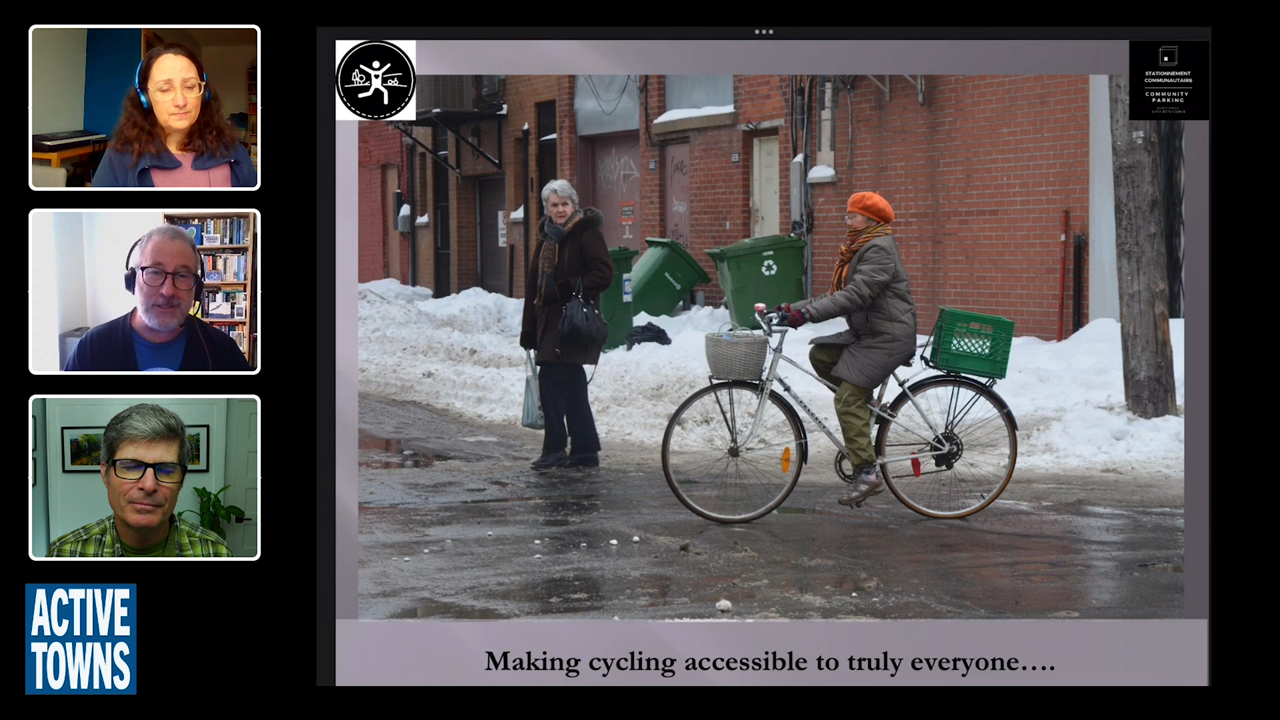 STATIONNEMENT
COMMUNAUTAIRE
COMMUNITY
PARKING
Making cycling accessible to truly everyone….
ACTIVE
TOWNS